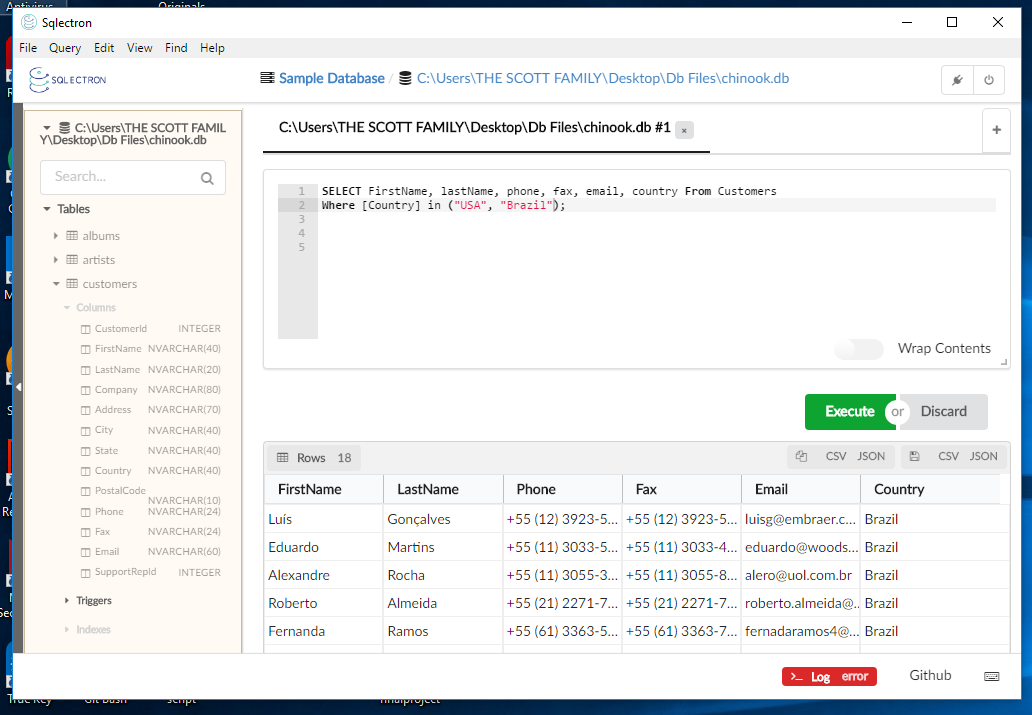 Antivirus Originals
Sqlectron
File Query Edit View Find Help
SQLECTRON
Sample Database / C:\Users\THE SCOTT FAMILY\Desktop\Db Files\chinook.db
C:\Users\THE SCOTT FAMIL
Y\Desktop\Db Files\chinook.db
Search...
Tables
albums
artists
customers
Columns
CustomerId INTEGER
FirstName NVARCHAR(40)
LastName NVARCHAR(20)
Company NVARCHAR(80)
Address NVARCHAR(70)
City NVARCHAR(40)
State NVARCHAR(40)
Country NVARCHAR(40)
PostalCode NVARCHAR(10)
Phone NVARCHAR(24)
Fax NVARCHAR(24)
Email NVARCHAR(60)
SupportRepId INTEGER
Triggers
Indexes
C:\Users\THE SCOTT FAMILY\Desktop\Db Files\chinook.db #1 ×
+
1 SELECT FirstName, lastName, phone, fax, email, country From Customers
2 Where [Country] in ("USA", "Brazil");
3
4
5
Wrap Contents
Execute or Discard
Rows 18 CSV JSON CSV JSON
FirstName LastName Phone Fax Email Country
Luís Gonçalves +55 (12) 3923-5... +55 (12) 3923-5... luisg@embraer.c... Brazil
Eduardo Martins +55 (11) 3033-5... +55 (11) 3033-4... eduardo@woods... Brazil
Alexandre Rocha +55 (11) 3055-3... +55 (11) 3055-8... alero@uol.com.br Brazil
Roberto Almeida +55 (21) 2271-7... +55 (21) 2271-7... roberto.almeida@... Brazil
Fernanda Ramos +55 (61) 3363-5... +55 (61) 3363-7... fernadaramos4@... Brazil
>_ Log error Github
True Key Git Bash script finalproject